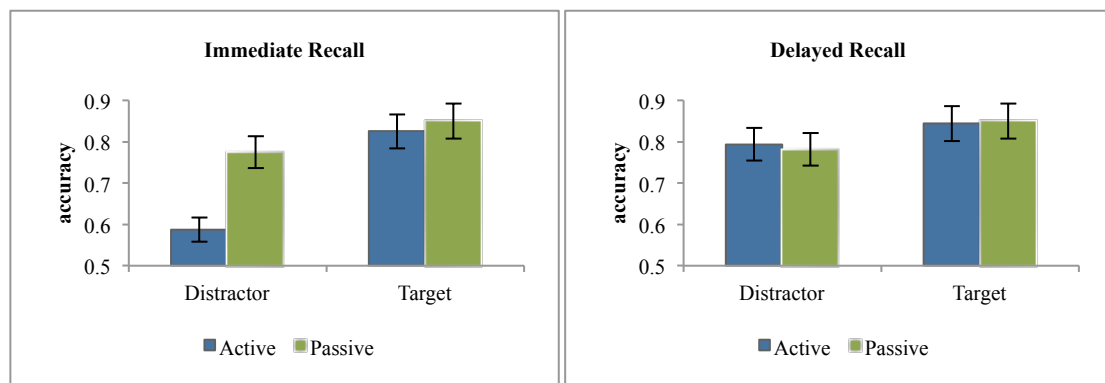 Immediate Recall
accuracy
0.9
0.8
0.7
0.6
0.5
Distractor Target
Active Passive
Delayed Recall
accuracy
0.9
0.8
0.7
0.6
0.5
Distractor Target
Active Passive